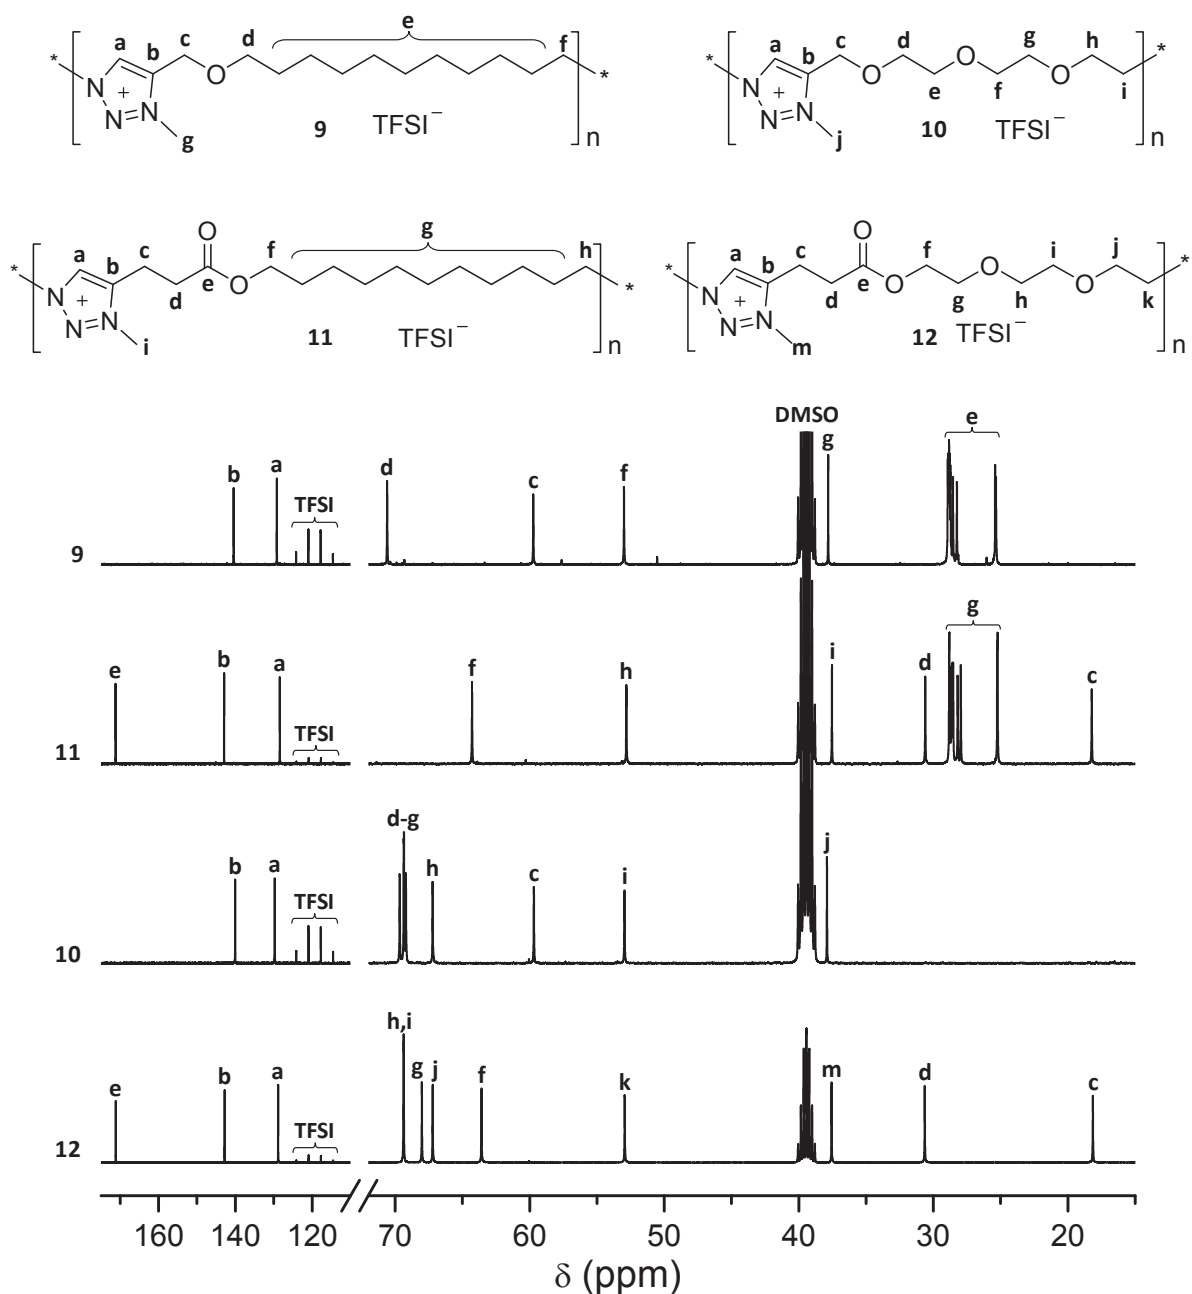 e
a b c d f
* N + N N O * n
g 9 TFSI−
a b c d g h
* N + N N O O O * n
e f i
j 10 TFSI−
g
a c O f h
* b e O * n
N + N N d
i 11 TFSI−
a c O f i j
* b e O O O * n
N + N N d g h k
m 12 TFSI−
DMSO
9 b a TFSI d c f g e
11 e b a TFSI f h i d g c
10 b a TFSI d-g h c i j
12 e b a TFSI h,i g j f k m d c
160 140 120 70 60 50 40 30 20
δ (ppm)